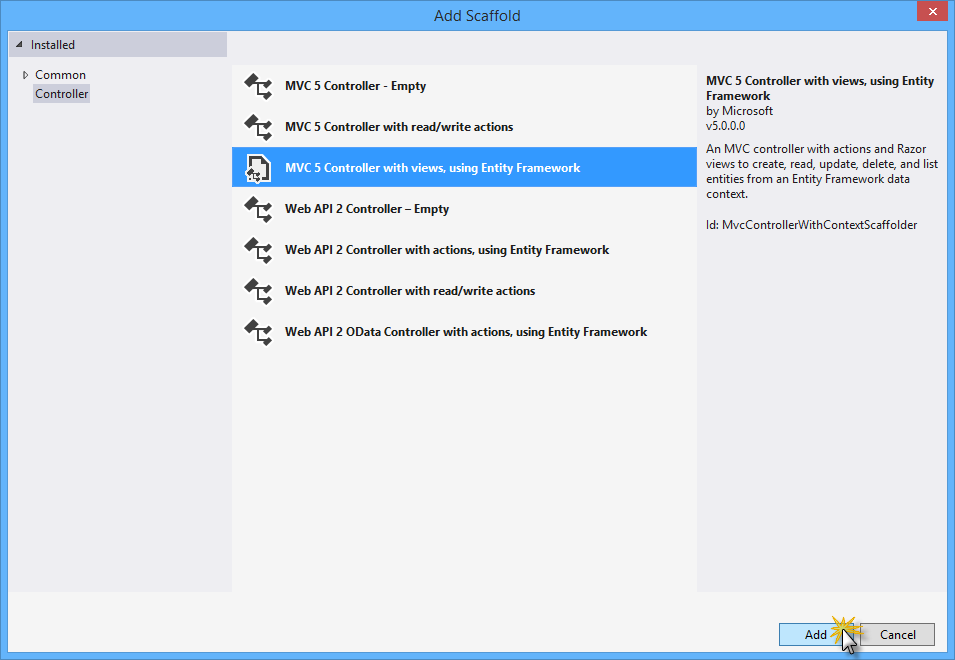 Add Scaffold
Installed
Common
Controller
MVC 5 Controller - Empty
MVC 5 Controller with read/write actions
MVC 5 Controller with views, using Entity Framework
Web API 2 Controller – Empty
Web API 2 Controller with actions, using Entity Framework
Web API 2 Controller with read/write actions
Web API 2 OData Controller with actions, using Entity Framework
MVC 5 Controller with views, using Entity
Framework
by Microsoft
v5.0.0.0
An MVC controller with actions and Razor
views to create, read, update, delete, and list
entities from an Entity Framework data
context.
Id: MvcControllerWithContextScaffolder
Add
Cancel